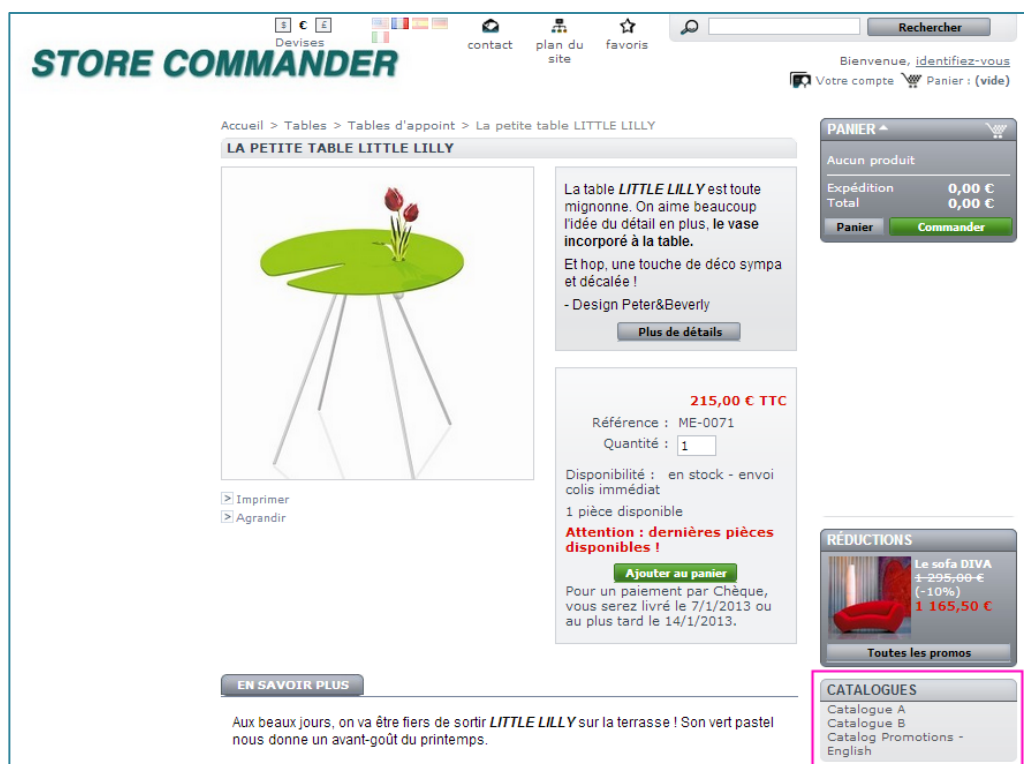 $ € £
Devises
contact
plan du
site
favoris
Rechercher
STORE COMMANDER
Bienvenue, identifiez-vous
Votre compte Panier : (vide)
Accueil > Tables > Tables d'appoint > La petite table LITTLE LILLY
LA PETITE TABLE LITTLE LILLY
La table LITTLE LILLY est toute
mignonne. On aime beaucoup
l'idée du détail en plus, le vase
incorporé à la table.
Et hop, une touche de déco sympa
et décalée !
- Design Peter&Beverly
Plus de détails
215,00 € TTC
Référence : ME-0071
Quantité : 1
Disponibilité : en stock - envoi
colis immédiat
1 pièce disponible
Attention : dernières pièces
disponibles !
Ajouter au panier
Pour un paiement par Chèque,
vous serez livré le 7/1/2013 ou
au plus tard le 14/1/2013.
> Imprimer
> Agrandir
EN SAVOIR PLUS
Aux beaux jours, on va être fiers de sortir LITTLE LILLY sur la terrasse ! Son vert pastel
nous donne un avant-goût du printemps.
PANIER
Aucun produit
Expédition 0,00 €
Total 0,00 €
Panier Commander
RÉDUCTIONS
Le sofa DIVA
1 295,00 €
(-10%)
1 165,50 €
Toutes les promos
CATALOGUES
Catalogue A
Catalogue B
Catalog Promotions -
English